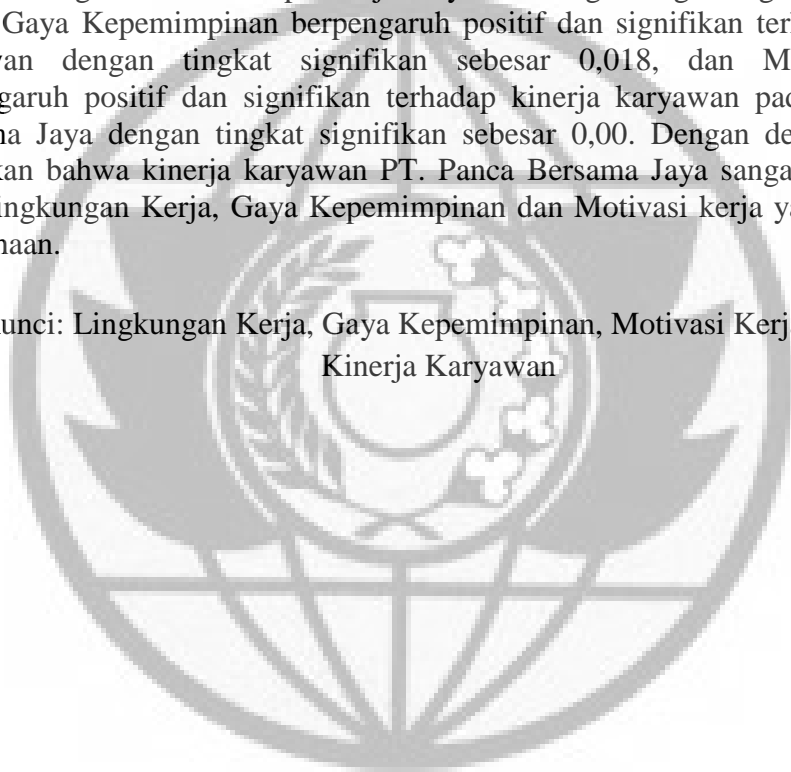 Gaya Kepemimpinan berpengaruh positif dan signifikan terh
van dengan tingkat signifikan sebesar 0,018, dan M
garuh positif dan signifikan terhadap kinerja karyawan pad
na Jaya dengan tingkat signifikan sebesar 0,00. Dengan de
kan bahwa kinerja karyawan PT. Panca Bersama Jaya sanga
ingkungan Kerja, Gaya Kepemimpinan dan Motivasi kerja ya
naan.
unci: Lingkungan Kerja, Gaya Kepemimpinan, Motivasi Kerj
Kinerja Karyawan